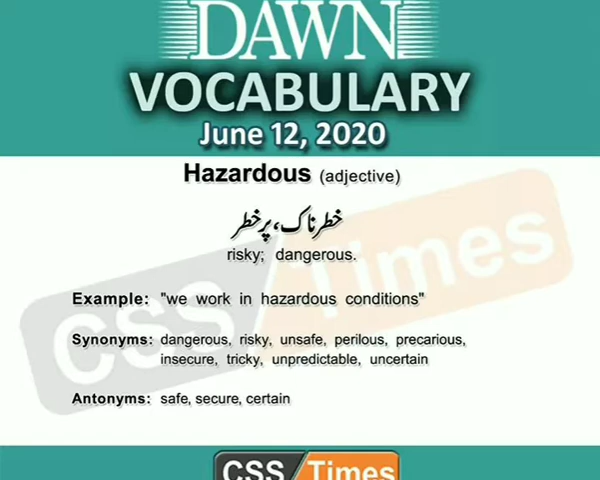 DAWN
VOCABULARY
June 12, 2020
Hazardous (adjective)
خطرناک، پرخطر
risky; dangerous.
Example: "we work in hazardous conditions"
Synonyms: dangerous, risky, unsafe, perilous, precarious,
insecure, tricky, unpredictable, uncertain
Antonyms: safe, secure, certain
CSS Times
CSS Times